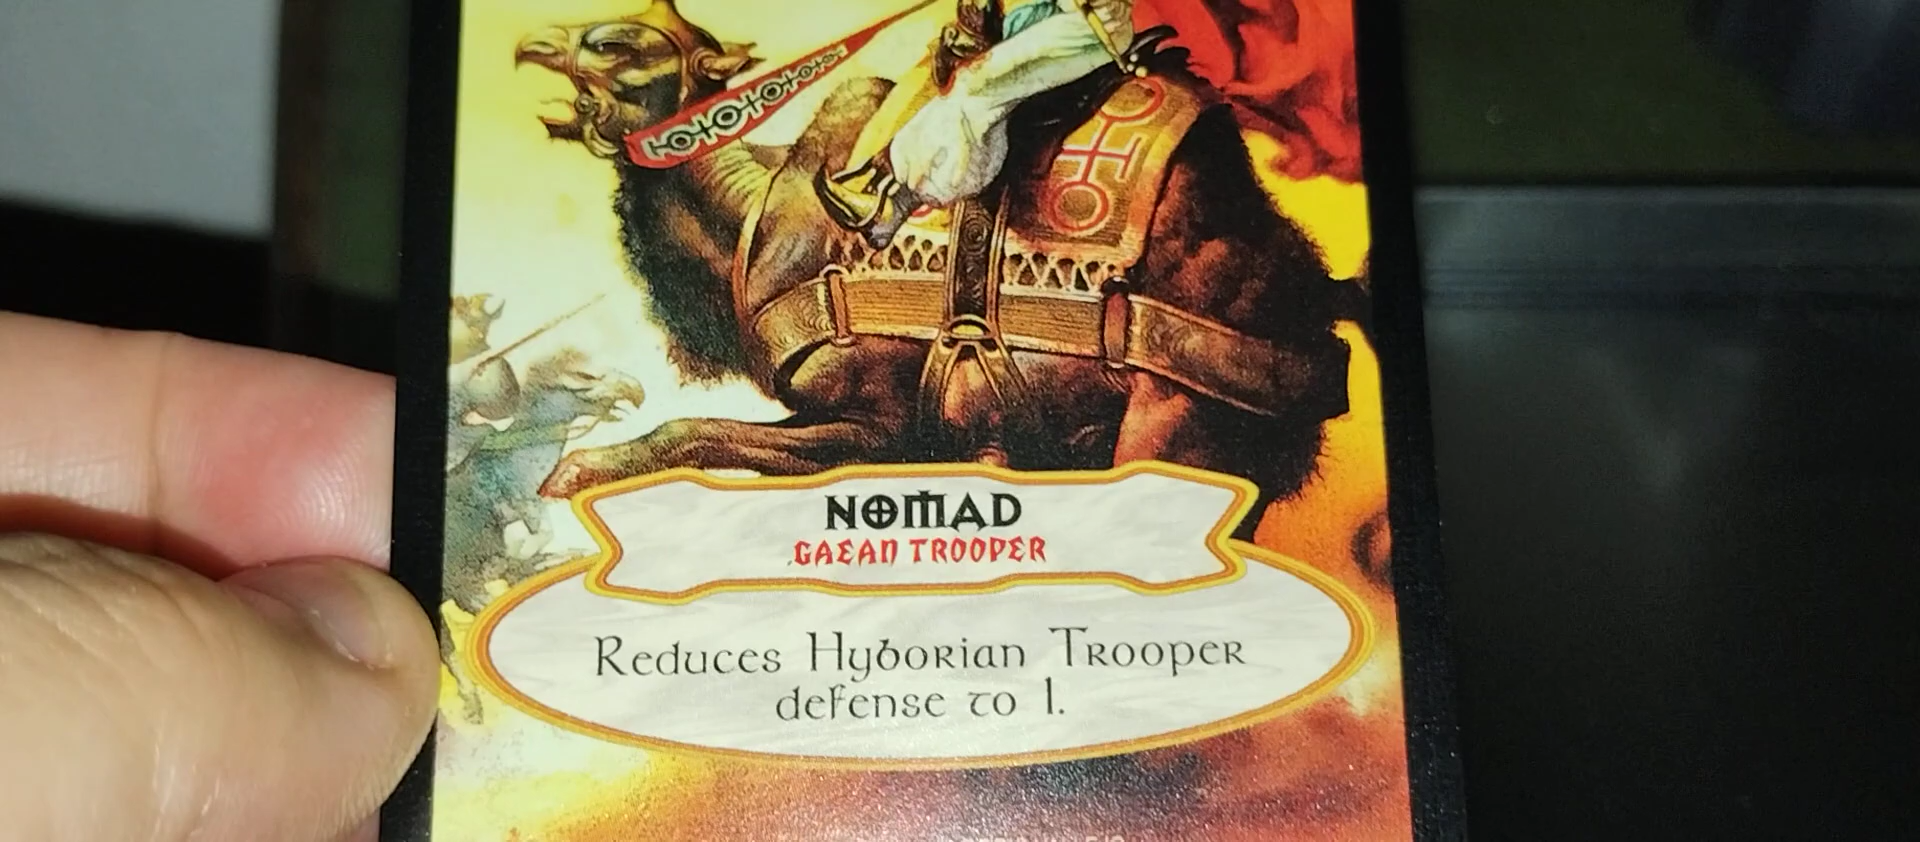 NOMAD
GAEAN TROOPER
Reduces Hyborian Trooper
defense to 1.